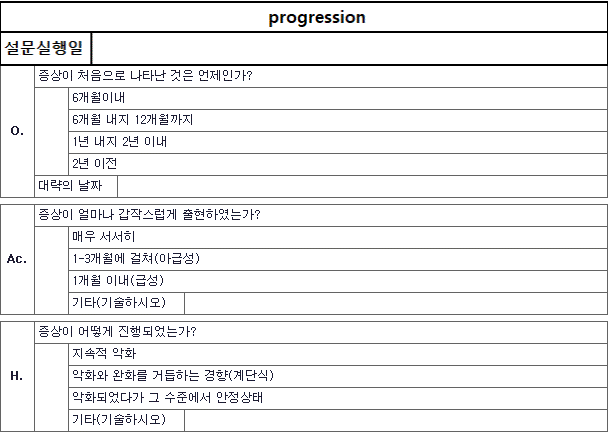 progression
설문실행일
O.
증상이 처음으로 나타난 것은 언제인가?
6개월이내
6개월 내지 12개월까지
1년 내지 2년 이내
2년 이전
대략의 날짜
Ac.
증상이 얼마나 갑작스럽게 출현하였는가?
매우 서서히
1-3개월에 걸쳐(아급성)
1개월 이내(급성)
기타(기술하시오)
H.
증상이 어떻게 진행되었는가?
지속적 악화
악화와 완화를 거듭하는 경향(계단식)
악화되었다가 그 수준에서 안정상태
기타(기술하시오)